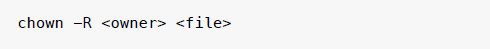 chown –R <owner> <file>